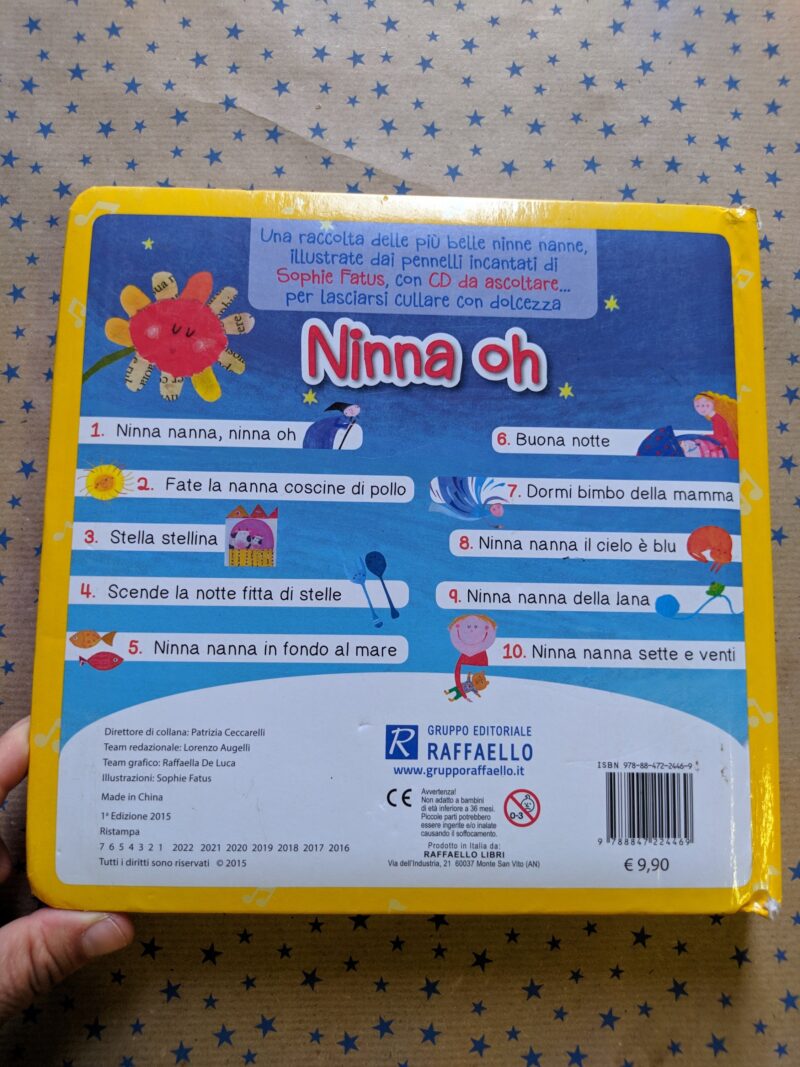 Una raccolta delle più belle ninne nanne,
illustrate dai pennelli incantati di
Sophie Fatus, con CD da ascoltare...
per lasciarsi cullare con dolcezza
Ninna oh
1. Ninna nanna, ninna oh
2. Fate la nanna coscine di pollo
3. Stella stellina
4. Scende la notte fitta di stelle
5. Ninna nanna in fondo al mare
6. Buona notte
7. Dormi bimbo della mamma
8. Ninna nanna il cielo è blu
9. Ninna nanna della lana
10. Ninna nanna sette e venti
Direttore di collana: Patrizia Ceccarelli
Team redazionale: Lorenzo Augelli
Team grafico: Raffaella De Luca
Illustrazioni: Sophie Fatus
Made in China
1ª Edizione 2015
Ristampa
7 6 5 4 3 2 1 2022 2021 2020 2019 2018 2017 2016
Tutti i diritti sono riservati © 2015
R GRUPPO EDITORIALE
RAFFAELLO
www.grupporaffaello.it
CE
Avvertenza!
Non adatto a bambini
di età inferiore a 36 mesi.
Piccole parti potrebbero
essere ingerite e/o inalate
causando il soffocamento.
0-3
Prodotto in Italia da:
RAFFAELLO LIBRI
Via dell'Industria, 21 60037 Monte San Vito (AN)
ISBN 978-88-472-2446-9
9 788847 224469
€ 9,90